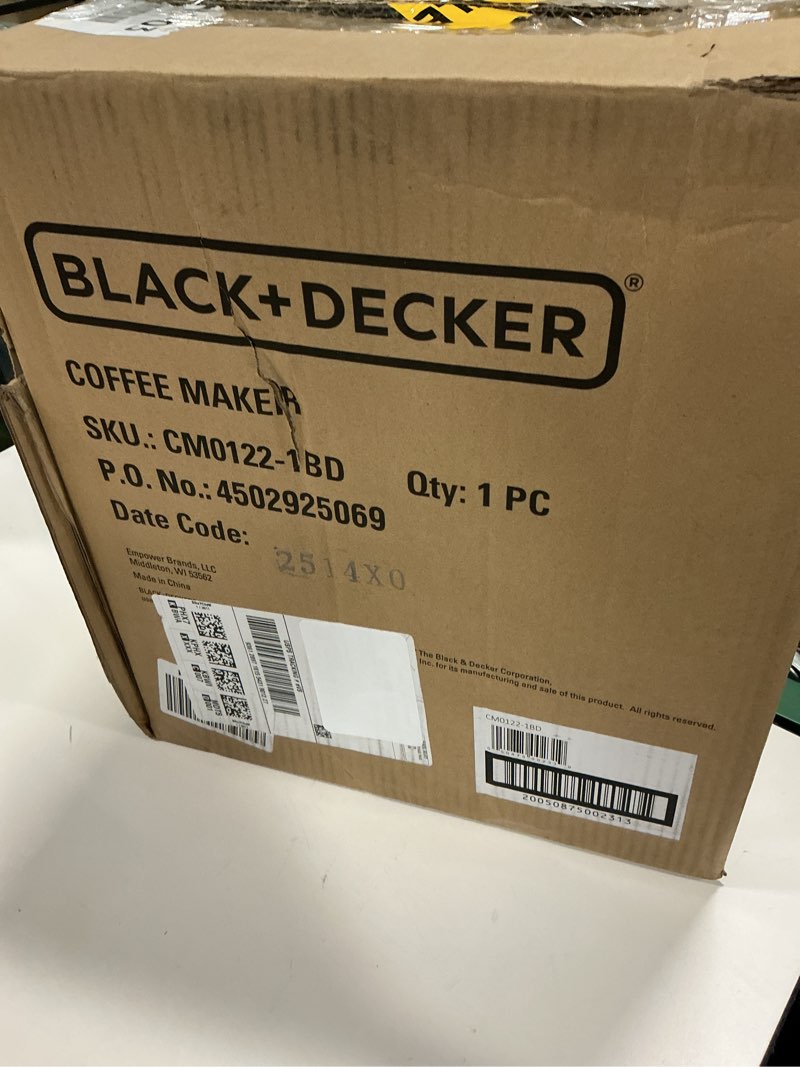 BLACK+DECKER®
COFFEE MAKER
SKU.: CM0122-1BD
P.O. No.: 4502925069
Qty: 1 PC
Date Code: 2514X0
Empower Brands, LLC
Middleton, WI 53562
Made in China
The Black & Decker Corporation,
Inc. for its manufacturing and sale of this product. All rights reserved.
CM0122-1BD
20050875002313